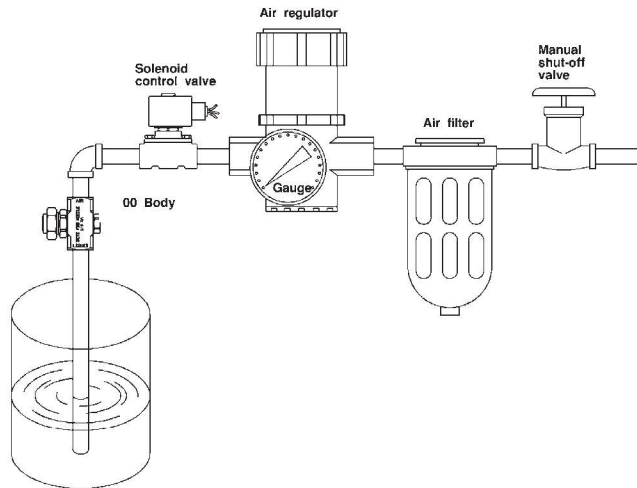 Air regulator
Manual
shut-off
valve
Solenoid
control valve
Air filter
Gauge
00 Body
AIR